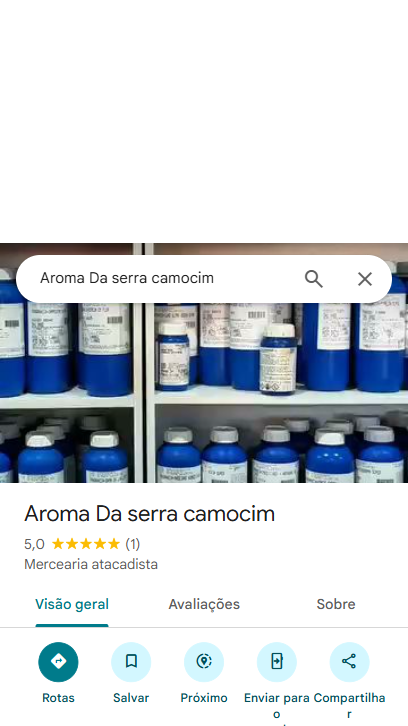 Aroma Da serra camocim
Aroma Da serra camocim
5,0 ★★★★★ (1)
Mercearia atacadista
Visão geral Avaliações Sobre
Rotas Salvar Próximo Enviar para Compartilha
o r